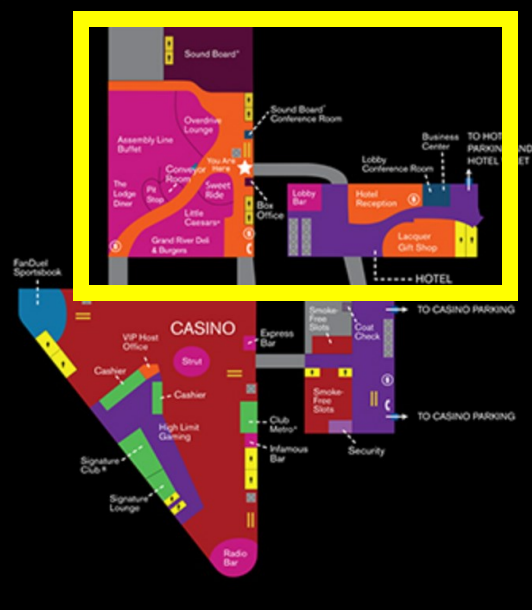 Sound Board"
Overdrive
Lounge
Sound Board"
Conference Room
Assembly Line
Buffet
You Are
Here
Conveyor
Room
Business
Center
TO HOT
PARKING AND
HOTEL
Lobby
Conference Room
The
Lodge
Diner
Pit
Stop
Sweet
Ride
Box
Office
Lobby
Bar
Hotel
Reception
Little
Caesars"
Grand River Deli
& Burgers
Lacquer
Gift Shop
HOTEL
FanDuel
Sportsbook
CASINO
VIP Host
Office
Express
Bar
Smoke-
Free
Slots
Coat
Check
TO CASINO PARKING
Strut
Cashier
Cashier
Smoke-
Free
Slots
High Limit
Gaming
Club
Metro"
TO CASINO PARKING
Signature
Club®
Infamous
Bar
Security
Signature
Lounge
Radio
Bar